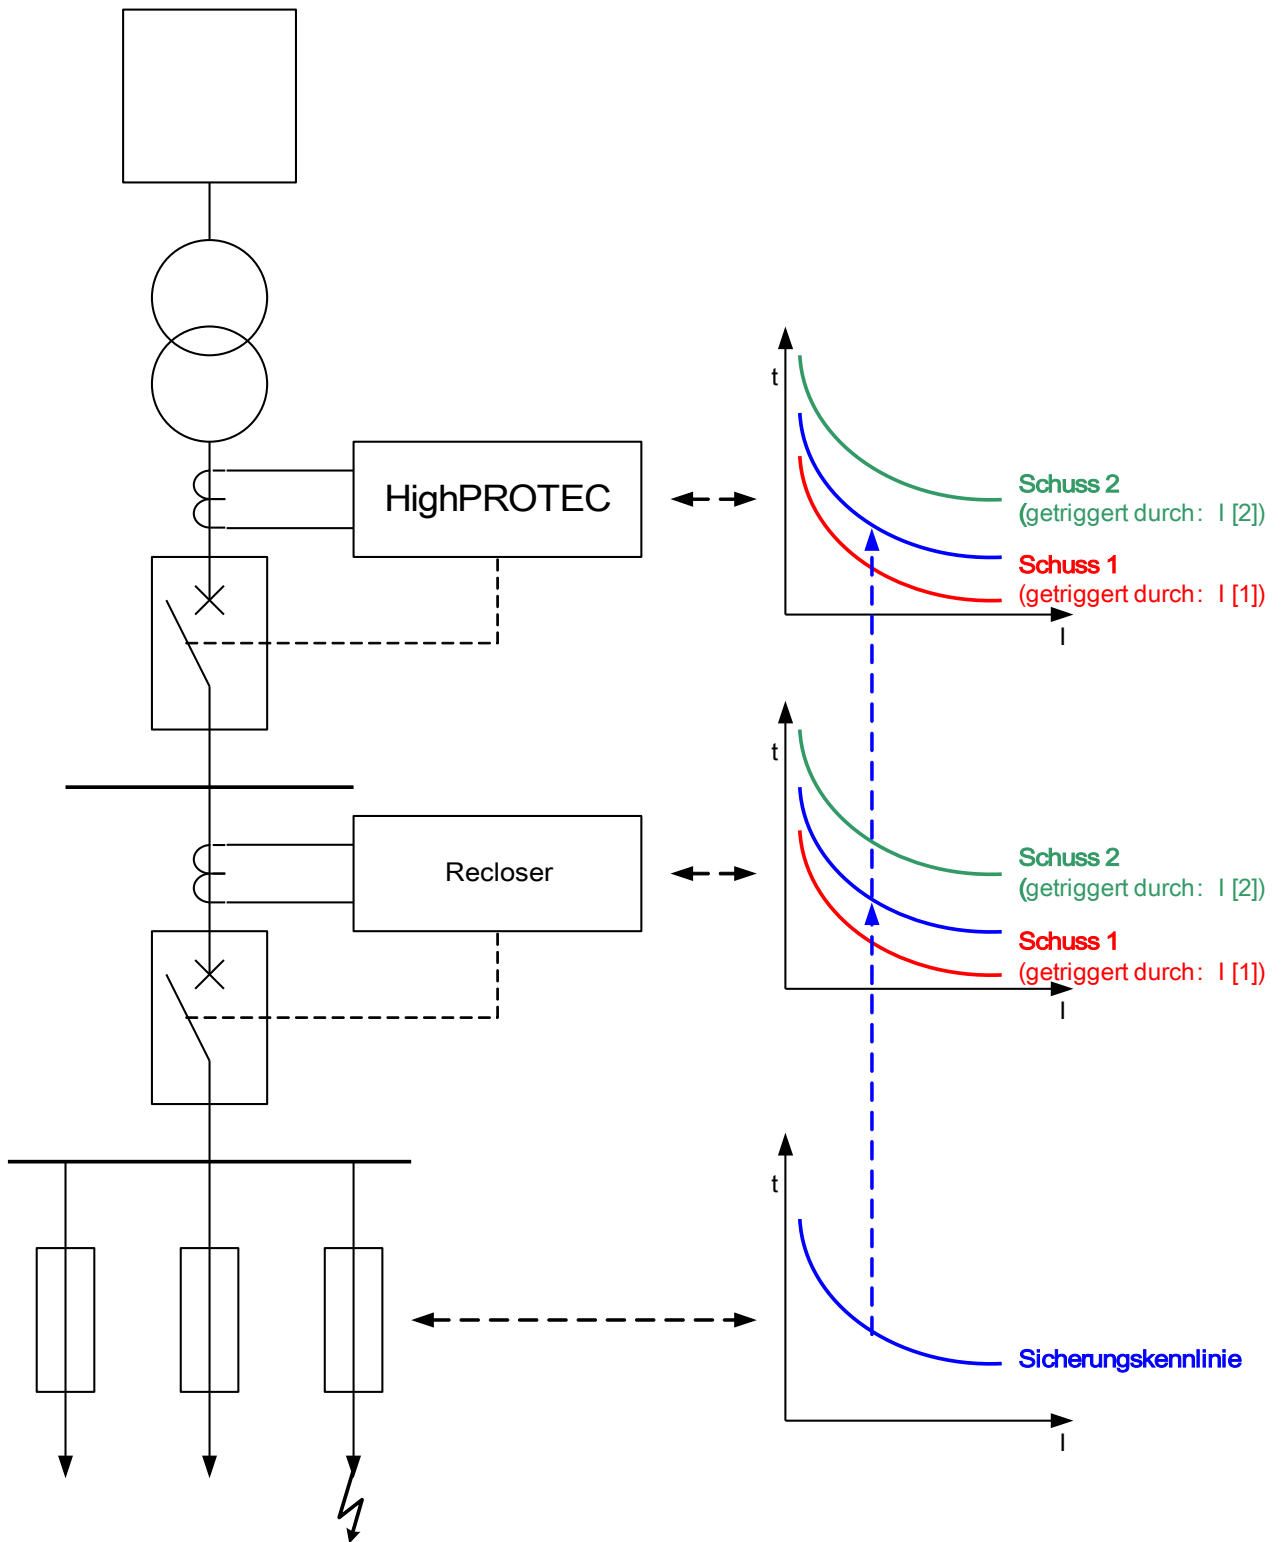 t
HighPROTEC
Schuss 2
(getriggert durch: I [2])
Schuss 1
(getriggert durch: I [1])
I
t
Recloser
Schuss 2
(getriggert durch: I [2])
Schuss 1
(getriggert durch: I [1])
I
t
Sicherungskennlinie
I